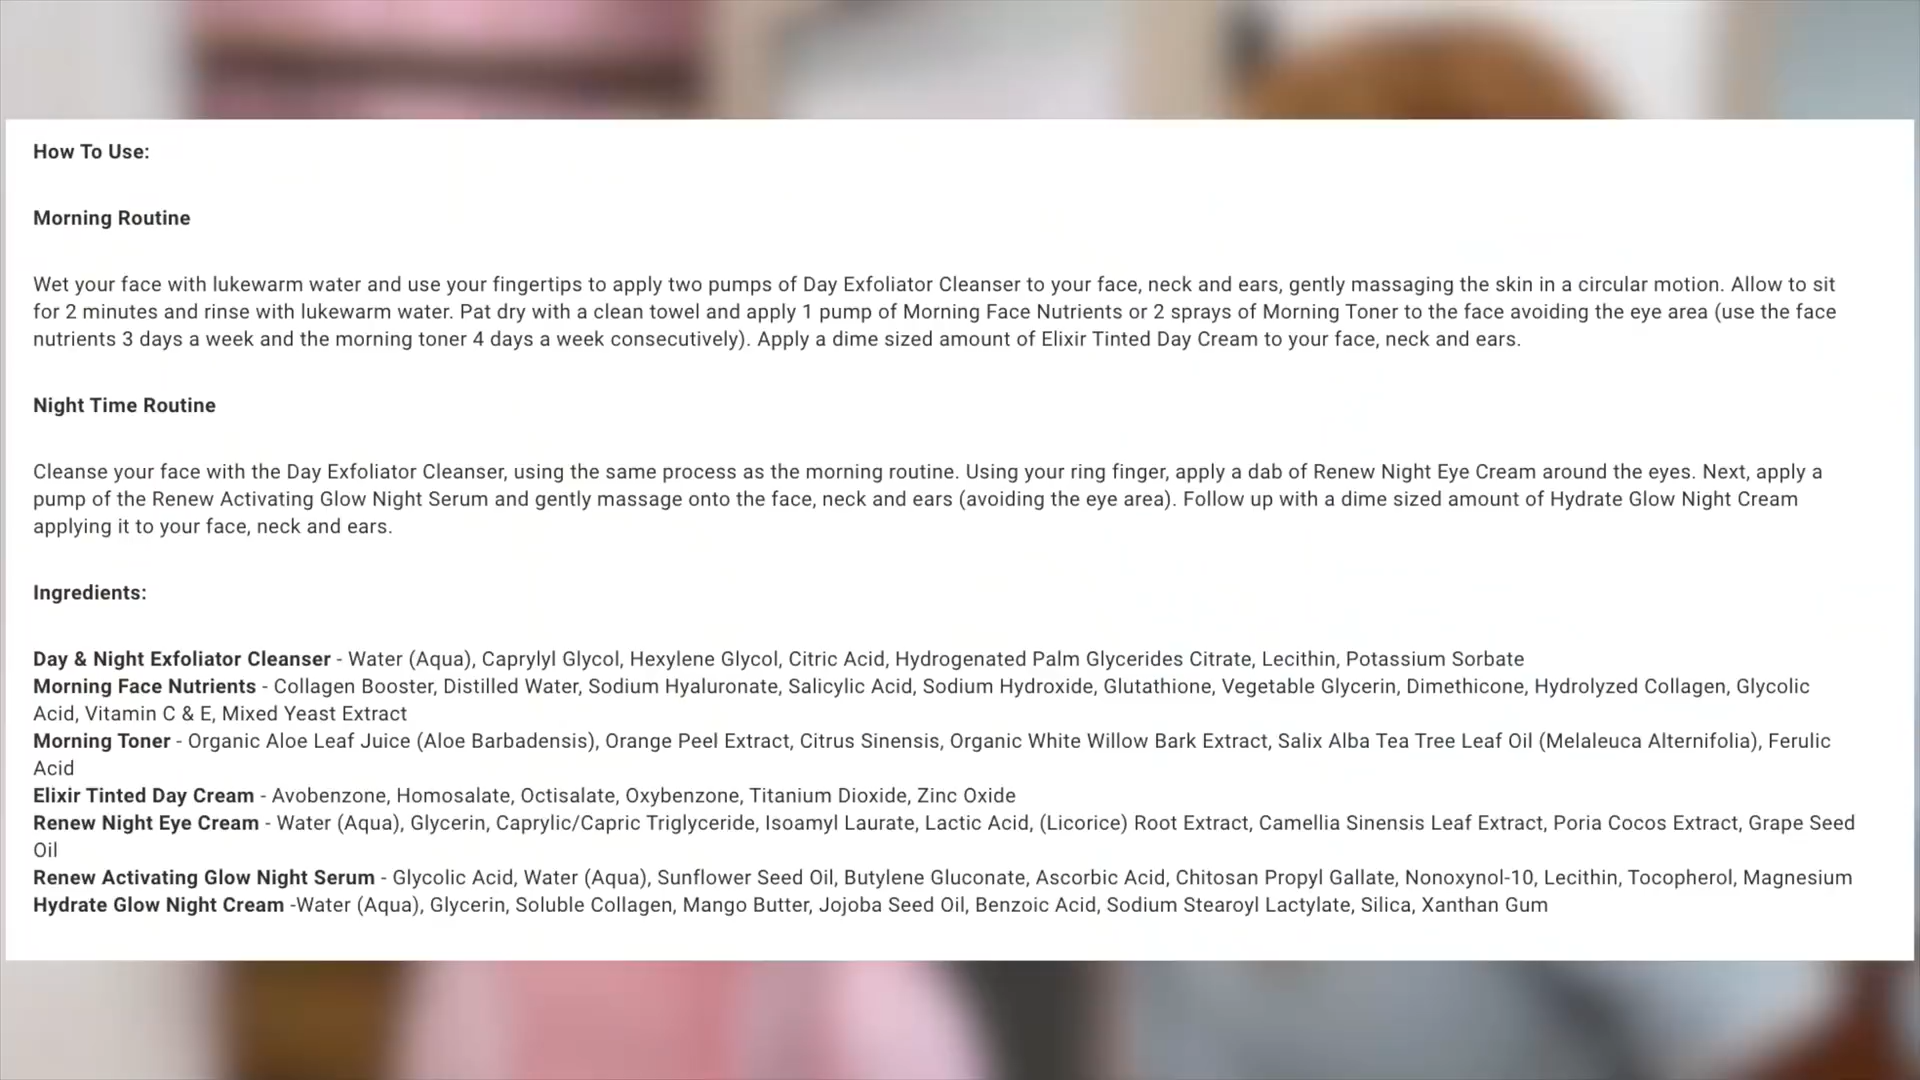 How To Use:
Morning Routine
Wet your face with lukewarm water and use your fingertips to apply two pumps of Day Exfoliator Cleanser to your face, neck and ears, gently massaging the skin in a circular motion. Allow to sit
for 2 minutes and rinse with lukewarm water. Pat dry with a clean towel and apply 1 pump of Morning Face Nutrients or 2 sprays of Morning Toner to the face avoiding the eye area (use the face
nutrients 3 days a week and the morning toner 4 days a week consecutively). Apply a dime sized amount of Elixir Tinted Day Cream to your face, neck and ears.
Night Time Routine
Cleanse your face with the Day Exfoliator Cleanser, using the same process as the morning routine. Using your ring finger, apply a dab of Renew Night Eye Cream around the eyes. Next, apply a
pump of the Renew Activating Glow Night Serum and gently massage onto the face, neck and ears (avoiding the eye area). Follow up with a dime sized amount of Hydrate Glow Night Cream
applying it to your face, neck and ears.
Ingredients:
Day & Night Exfoliator Cleanser - Water (Aqua), Caprylyl Glycol, Hexylene Glycol, Citric Acid, Hydrogenated Palm Glycerides Citrate, Lecithin, Potassium Sorbate
Morning Face Nutrients - Collagen Booster, Distilled Water, Sodium Hyaluronate, Salicylic Acid, Sodium Hydroxide, Glutathione, Vegetable Glycerin, Dimethicone, Hydrolyzed Collagen, Glycolic
Acid, Vitamin C & E, Mixed Yeast Extract
Morning Toner - Organic Aloe Leaf Juice (Aloe Barbadensis), Orange Peel Extract, Citrus Sinensis, Organic White Willow Bark Extract, Salix Alba Tea Tree Leaf Oil (Melaleuca Alternifolia), Ferulic
Acid
Elixir Tinted Day Cream - Avobenzone, Homosalate, Octisalate, Oxybenzone, Titanium Dioxide, Zinc Oxide
Renew Night Eye Cream - Water (Aqua), Glycerin, Caprylic/Capric Triglyceride, Isoamyl Laurate, Lactic Acid, (Licorice) Root Extract, Camellia Sinensis Leaf Extract, Poria Cocos Extract, Grape Seed
Oil
Renew Activating Glow Night Serum - Glycolic Acid, Water (Aqua), Sunflower Seed Oil, Butylene Gluconate, Ascorbic Acid, Chitosan Propyl Gallate, Nonoxynol-10, Lecithin, Tocopherol, Magnesium
Hydrate Glow Night Cream -Water (Aqua), Glycerin, Soluble Collagen, Mango Butter, Jojoba Seed Oil, Benzoic Acid, Sodium Stearoyl Lactylate, Silica, Xanthan Gum